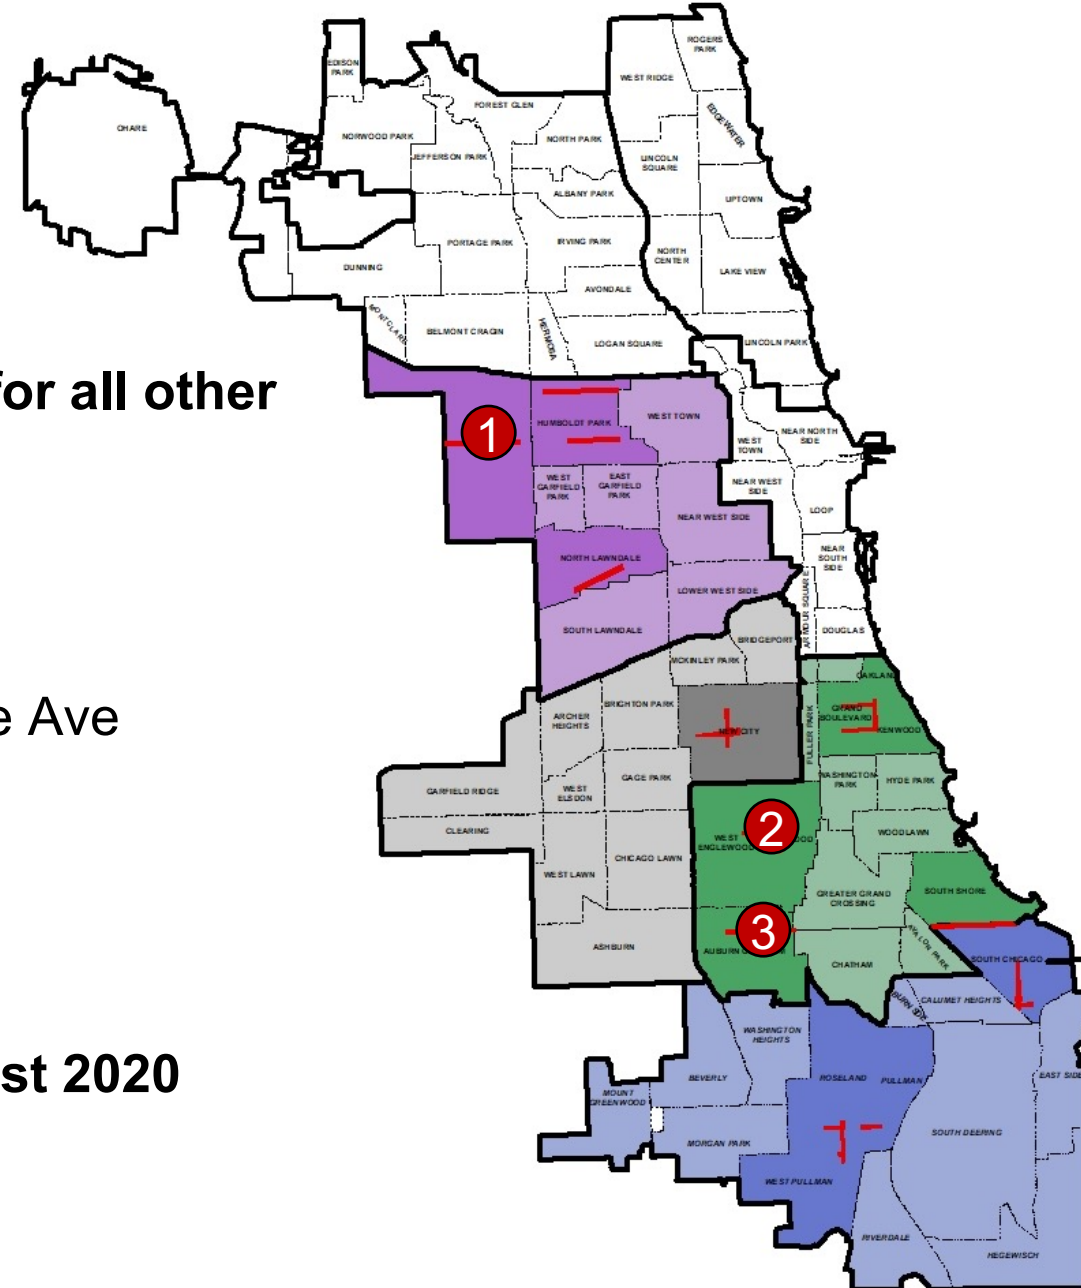 ROGERS
PARK
EDISON
PARK
WEST RIDGE
FOREST GLEN
EDGEWATER
OHARE
NORWOOD PARK
NORTH PARK
JEFFERSON PARK
LINCOLN
SQUARE
ALBANY PARK
UPTOWN
PORTAGE PARK
IRVING PARK
NORTH
CENTER
DUNNING
LAKE VIEW
AVONDALE
MONTCLARE
BELMONT CRAGIN
HERMOSA
LOGAN SQUARE
LINCOLN PARK
for all other
HUMBOLDT PARK
WEST TOWN
1
NEAR NORTH
SIDE
WEST
TOWN
WEST
GARFIELD
PARK
EAST
GARFIELD
PARK
NEAR WEST
SIDE
NEAR WEST SIDE
LOOP
NORTH LAWNDALE
NEAR
SOUTH
SIDE
LOWER WEST SIDE
ARMOUR SQUARE
SOUTH LAWNDALE
DOUGLAS
BRIDGEPORT
MCKINLEY PARK
OAKLAND
BRIGHTON PARK
ARCHER
HEIGHTS
FULLER PARK
GRAND
BOULEVARD
KENWOOD
e Ave
CITY
GAGE PARK
WASHINGTON
PARK
HYDE PARK
GARFIELD RIDGE
WEST
ELSDON
CLEARING
2
WEST
ENGLEWOOD
OOD
WOODLAWN
CHICAGO LAWN
WEST LAWN
GREATER GRAND
CROSSING
SOUTH SHORE
3
AUBURN G
ASHBURN
AVALON PARK
CHATHAM
SOUTH CHICAGO
BURNSIDE
CALUMET HEIGHTS
WASHINGTON
HEIGHTS
st 2020
BEVERLY
ROSELAND
PULLMAN
EAST SIDE
MOUNT
GREENWOOD
SOUTH DEERING
MORGAN PARK
WEST PULLMAN
RIVERDALE
HEGEWISCH